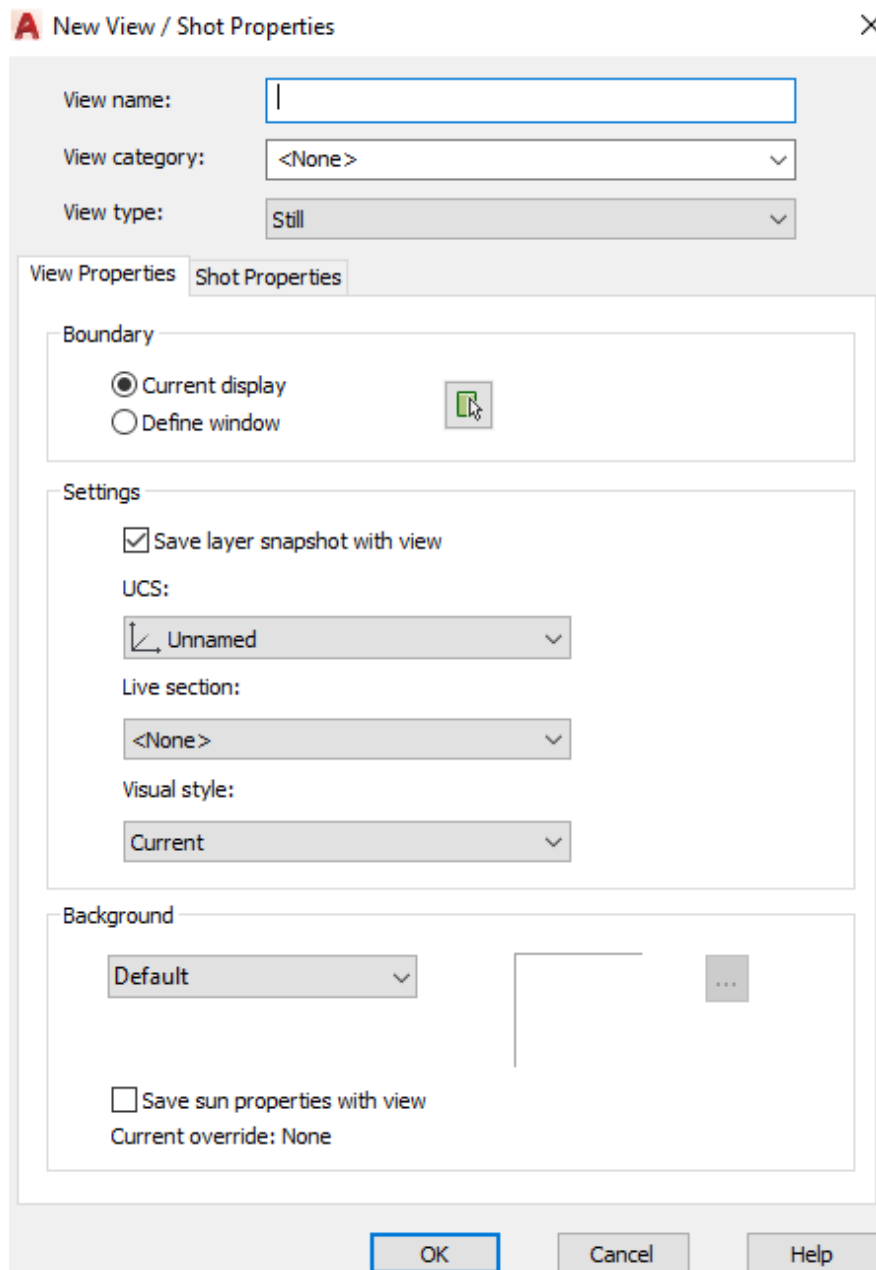 New View / Shot Properties
View name:
View category: <None>
View type: Still
View Properties Shot Properties
Boundary
Current display
Define window
Settings
Save layer snapshot with view
UCS:
Unnamed
Live section:
<None>
Visual style:
Current
Background
Default ...
Save sun properties with view
Current override: None
OK Cancel Help